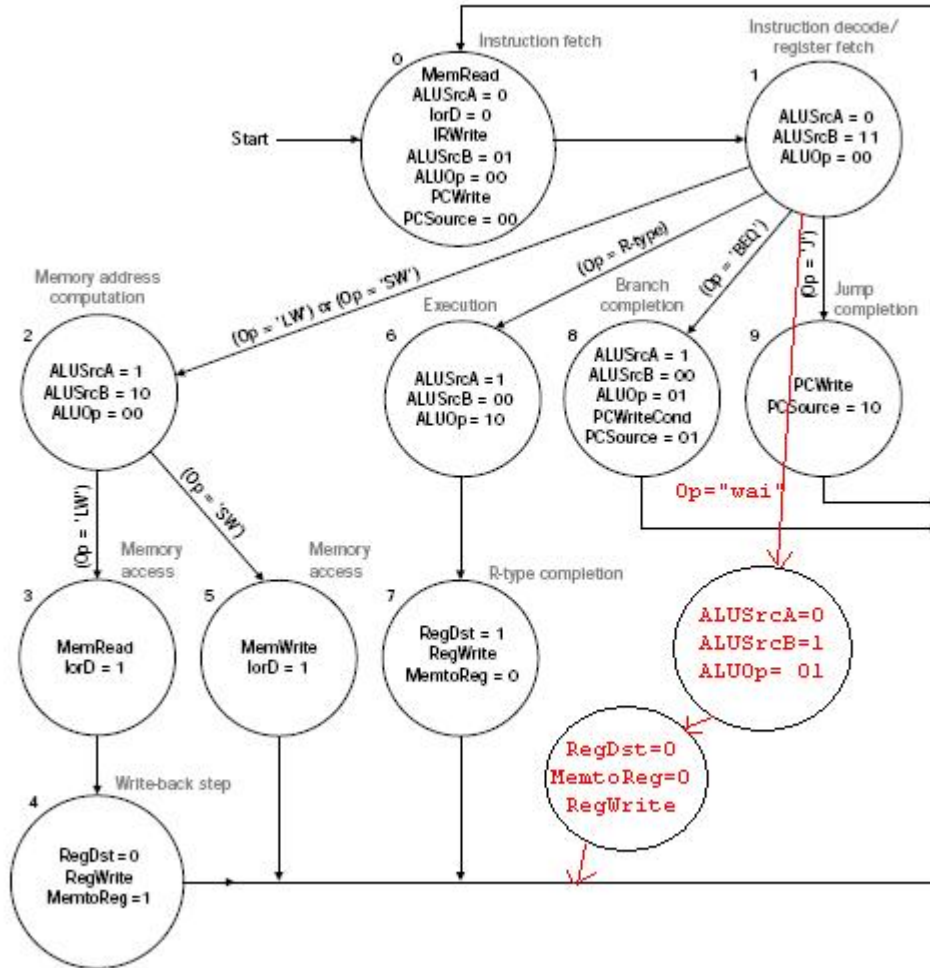 Instruction fetch
0
MemRead
ALUSrcA = 0
IorD = 0
IRWrite
ALUSrcB = 01
ALUOp = 00
PCWrite
PCSource = 00
Start
Instruction decode/
register fetch
1
ALUSrcA = 0
ALUSrcB = 11
ALUOp = 00
(Op = 'LW') or (Op = 'SW')
(Op = R-type)
(Op = 'BEQ')
(Op = 'J')
Op="wai"
Memory address
computation
2
ALUSrcA = 1
ALUSrcB = 10
ALUOp = 00
Execution
6
ALUSrcA = 1
ALUSrcB = 00
ALUOp = 10
Branch
completion
8
ALUSrcA = 1
ALUSrcB = 00
ALUOp = 01
PCWriteCond
PCSource = 01
Jump
completion
9
PCWrite
PCSource = 10
(Op = 'LW')
(Op = 'SW')
Memory
access
3
MemRead
IorD = 1
Memory
access
5
MemWrite
IorD = 1
R-type completion
7
RegDst = 1
RegWrite
MemtoReg = 0
ALUSrcA=0
ALUSrcB=1
ALUOp= 01
RegDst=0
MemtoReg=0
RegWrite
Write-back step
4
RegDst=0
RegWrite
MemtoReg=1